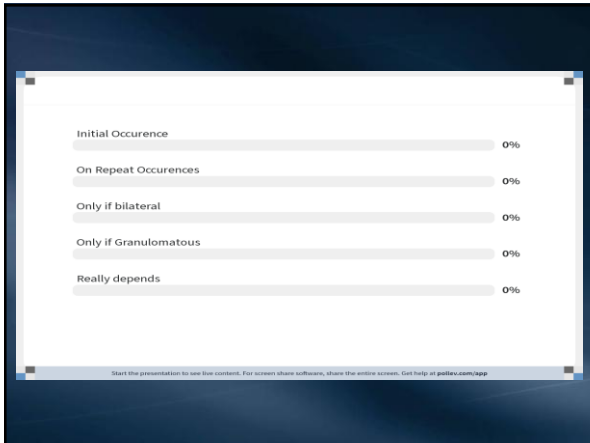 Initial Occurence
0%
On Repeat Occurences
0%
Only if bilateral
0%
Only if Granulomatous
0%
Really depends
0%
Start the presentation to see live content. For screen share software, share the entire screen. Get help at pollev.com/app